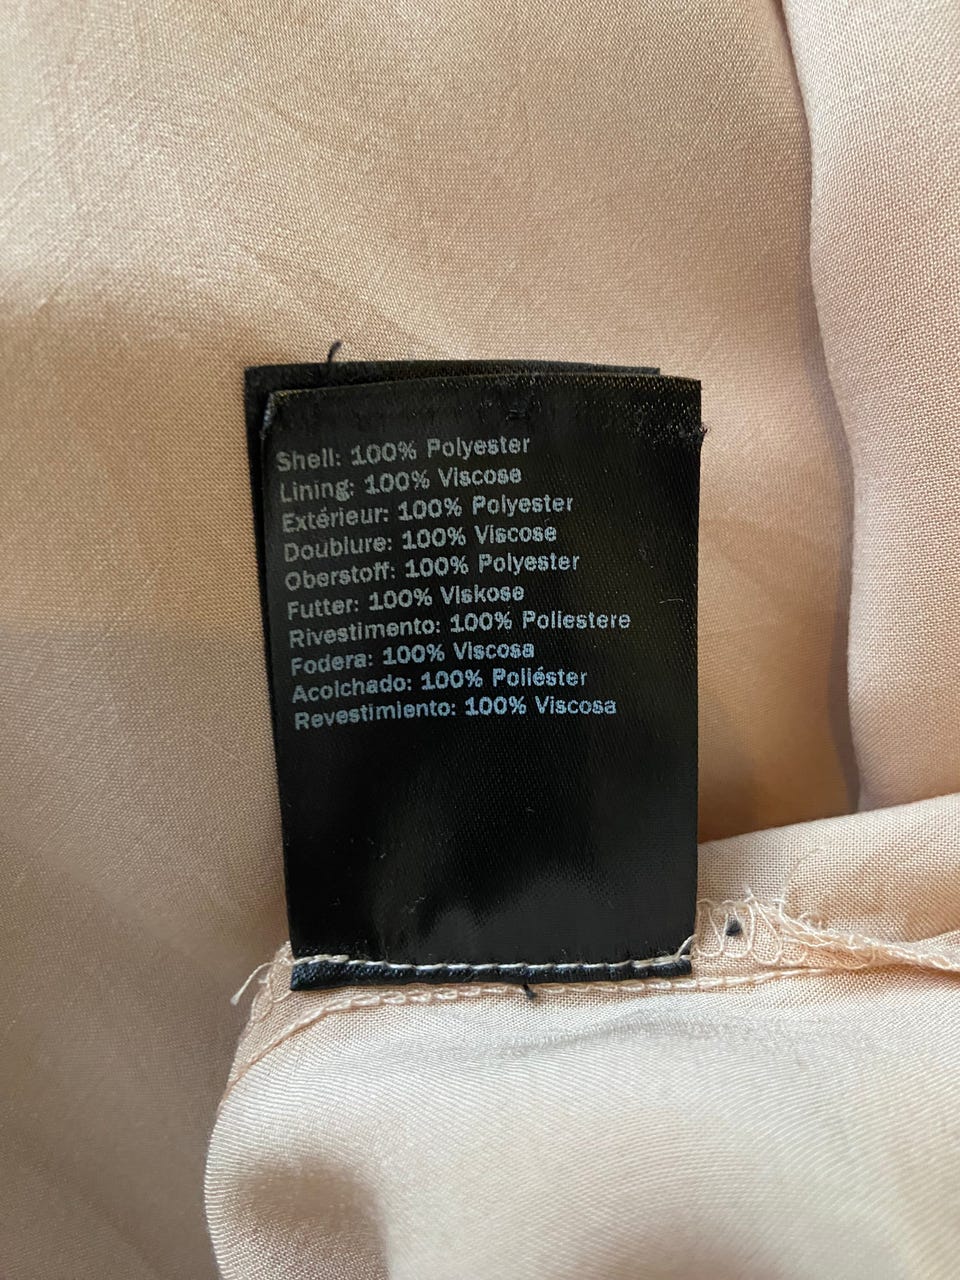 Shell: 100% Polyester
Lining: 100% Viscose
Extérieur: 100% Polyester
Doublure: 100% Viscose
Oberstoff: 100% Polyester
Futter: 100% Viskose
Rivestimento: 100% Poliestere
Fodera: 100% Viscosa
Acolchado: 100% Poliéster
Revestimiento: 100% Viscosa